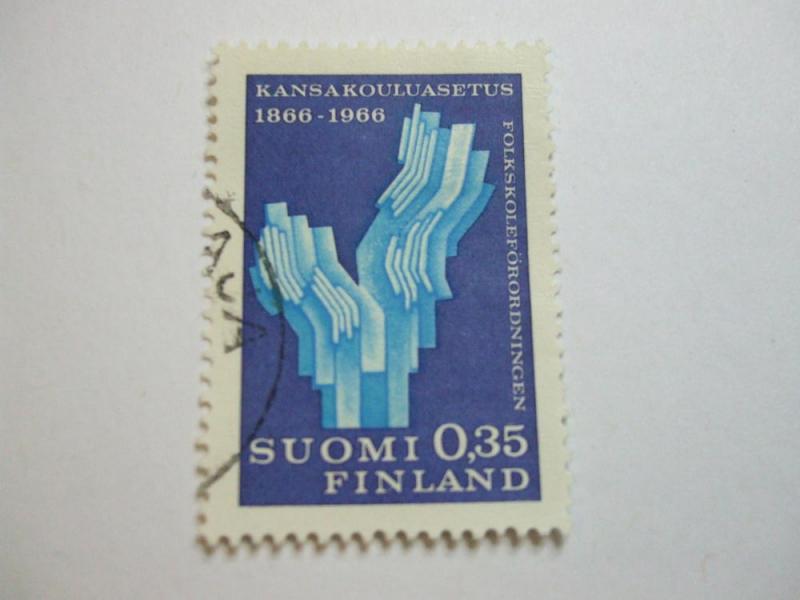 KANSAKOULUASETUS
1866-1966
FOLKSKOLEFÖRORDNINGEN
SUOMI 0,35
FINLAND